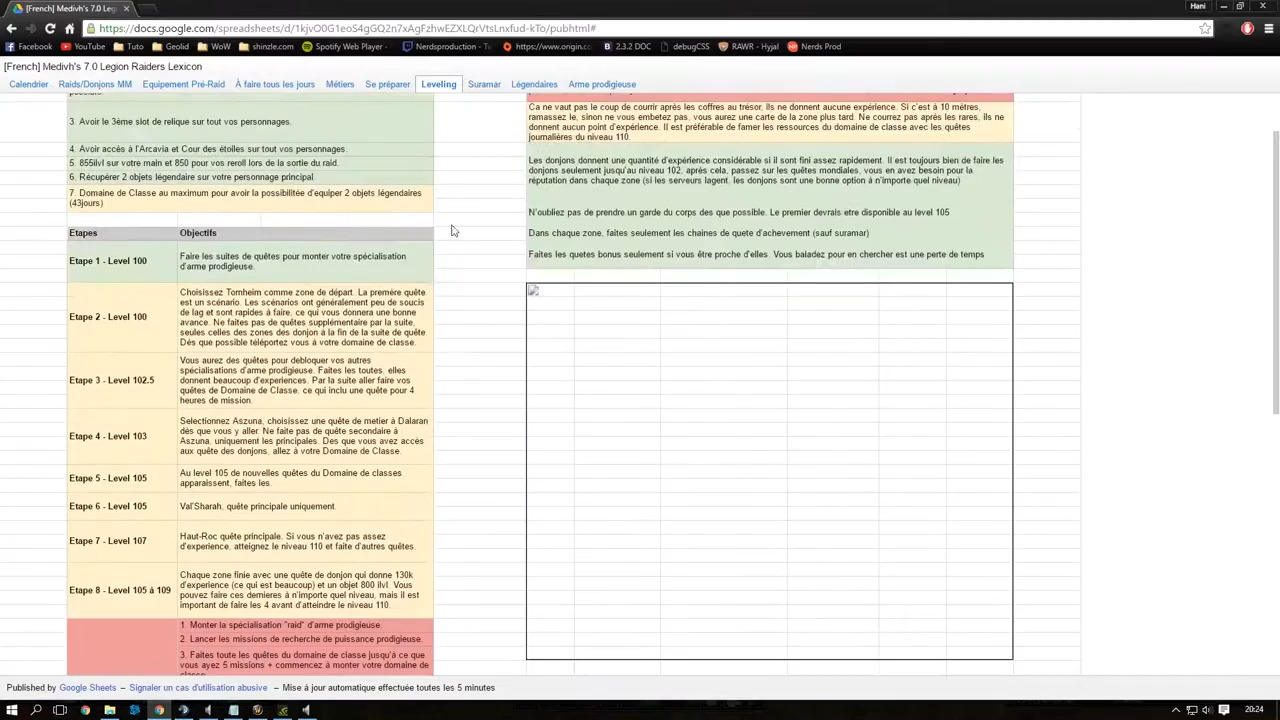 [French] Medivh's 7.0 Leg
Hani
https://docs.google.com/spreadsheets/d/1kjvO0G1eoS4gGQ2n7xAgFzhwEZXLQrVtsLnxfud-kTo/pubhtml#
Facebook YouTube Tuto Geolid WoW shinzle.com Spotify Web Player - Nerdsproduction - Tw https://www.origin.co 2.3.2 DOC debugCSS RAWR - Hyjal Nerds Prod
[French] Medivh's 7.0 Legion Raiders Lexicon
Calendrier Raids/Donjons MM Equipement Pré-Raid À faire tous les jours Métiers Se préparer Leveling Suramar Légendaires Arme prodigieuse
possible.
3. Avoir le 3ème slot de relique sur tout vos personnages.
4. Avoir accès à l'Arcavia et Cour des étoiles sur tout vos personnages.
5. 855ilvl sur votre main et 850 pour vos reroll lors de la sortie du raid.
6. Récupérer 2 objets légendaire sur votre personnage principal.
7. Domaine de Classe au maximum pour avoir la possibilitée d'equiper 2 objets légendaires
(43jours)
Etapes Objectifs
Etape 1 - Level 100
Faire les suites de quêtes pour monter votre spécialisation
d'arme prodigieuse.
Etape 2 - Level 100
Choisissez Tornheim comme zone de départ. La premère quête
est un scénario. Les scénarios ont généralement peu de soucis
de lag et sont rapides à faire, ce qui vous donnera une bonne
avance. Ne faites pas de quêtes supplémentaire par la suite,
seules celles des zones des donjon à la fin de la suite de quête.
Dés que possible téléportez vous à votre domaine de classe.
Etape 3 - Level 102.5
Vous aurez des quêtes pour debloquer vos autres
spécialisations d'arme prodigieuse. Faites les toutes, elles
donnent beaucoup d'experiences. Par la suite aller faire vos
quêtes de Domaine de Classe, ce qui inclu une quête pour 4
heures de mission.
Etape 4 - Level 103
Selectionnez Aszuna, choisissez une quête de metier à Dalaran
dès que vous y aller. Ne faite pas de quête secondaire à
Aszuna, uniquement les principales. Des que vous avez accès
aux quête des donjons, allez à votre Domaine de Classe.
Etape 5 - Level 105
Au level 105 de nouvelles quêtes du Domaine de classes
apparaissent, faites les.
Etape 6 - Level 105
Val'Sharah, quête principale uniquement.
Etape 7 - Level 107
Haut-Roc quête principale. Si vous n'avez pas assez
d'experience, atteignez le niveau 110 et faite d'autres quêtes.
Etape 8 - Level 105 à 109
Chaque zone finie avec une quête de donjon qui donne 130k
d'experience (ce qui est beaucoup) et un objet 800 ilvl. Vous
pouvez faire ces dernieres à n'importe quel niveau, mais il est
important de faire les 4 avant d'atteindre le niveau 110.
1. Monter la spécialisation "raid" d'arme prodigieuse.
2. Lancer les missions de recherche de puissance prodigieuse.
3. Faites toute les quêtes du domaine de classe jusqu'à ce que
vous ayez 5 missions + commencez à monter votre domaine de
classe.
Ca ne vaut pas le coup de courrir après les coffres au trésor, Ils ne donnent aucune expérience. Si c'est à 10 métres,
ramassez le, sinon ne vous embetez pas, vous aurez une carte de la zone plus tard. Ne courrez pas après les rares, ils ne
donnent aucun point d'expérience. Il est préférable de famer les ressources du domaine de classe avec les quêtes
journalières du niveau 110.
Les donjons donnent une quantité d'expérience considérable si il sont fini assez rapidement. Il est toujours bien de faire les
donjons seulement jusqu'au niveau 102, après cela, passez sur les quêtes mondiales, vous en avez besoin pour la
réputation dans chaque zone (si les serveurs lagent, les donjons sont une bonne option à n'importe quel niveau)
N'oubliez pas de prendre un garde du corps des que possible. Le premier devrais etre disponible au level 105
Dans chaque zone, faites seulement les chaines de quete d'achevement (sauf suramar)
Faites les quetes bonus seulement si vous être proche d'elles. Vous baladez pour en chercher est une perte de temps
Published by Google Sheets – Signaler un cas d'utilisation abusive – Mise à jour automatique effectuée toutes les 5 minutes
20:24